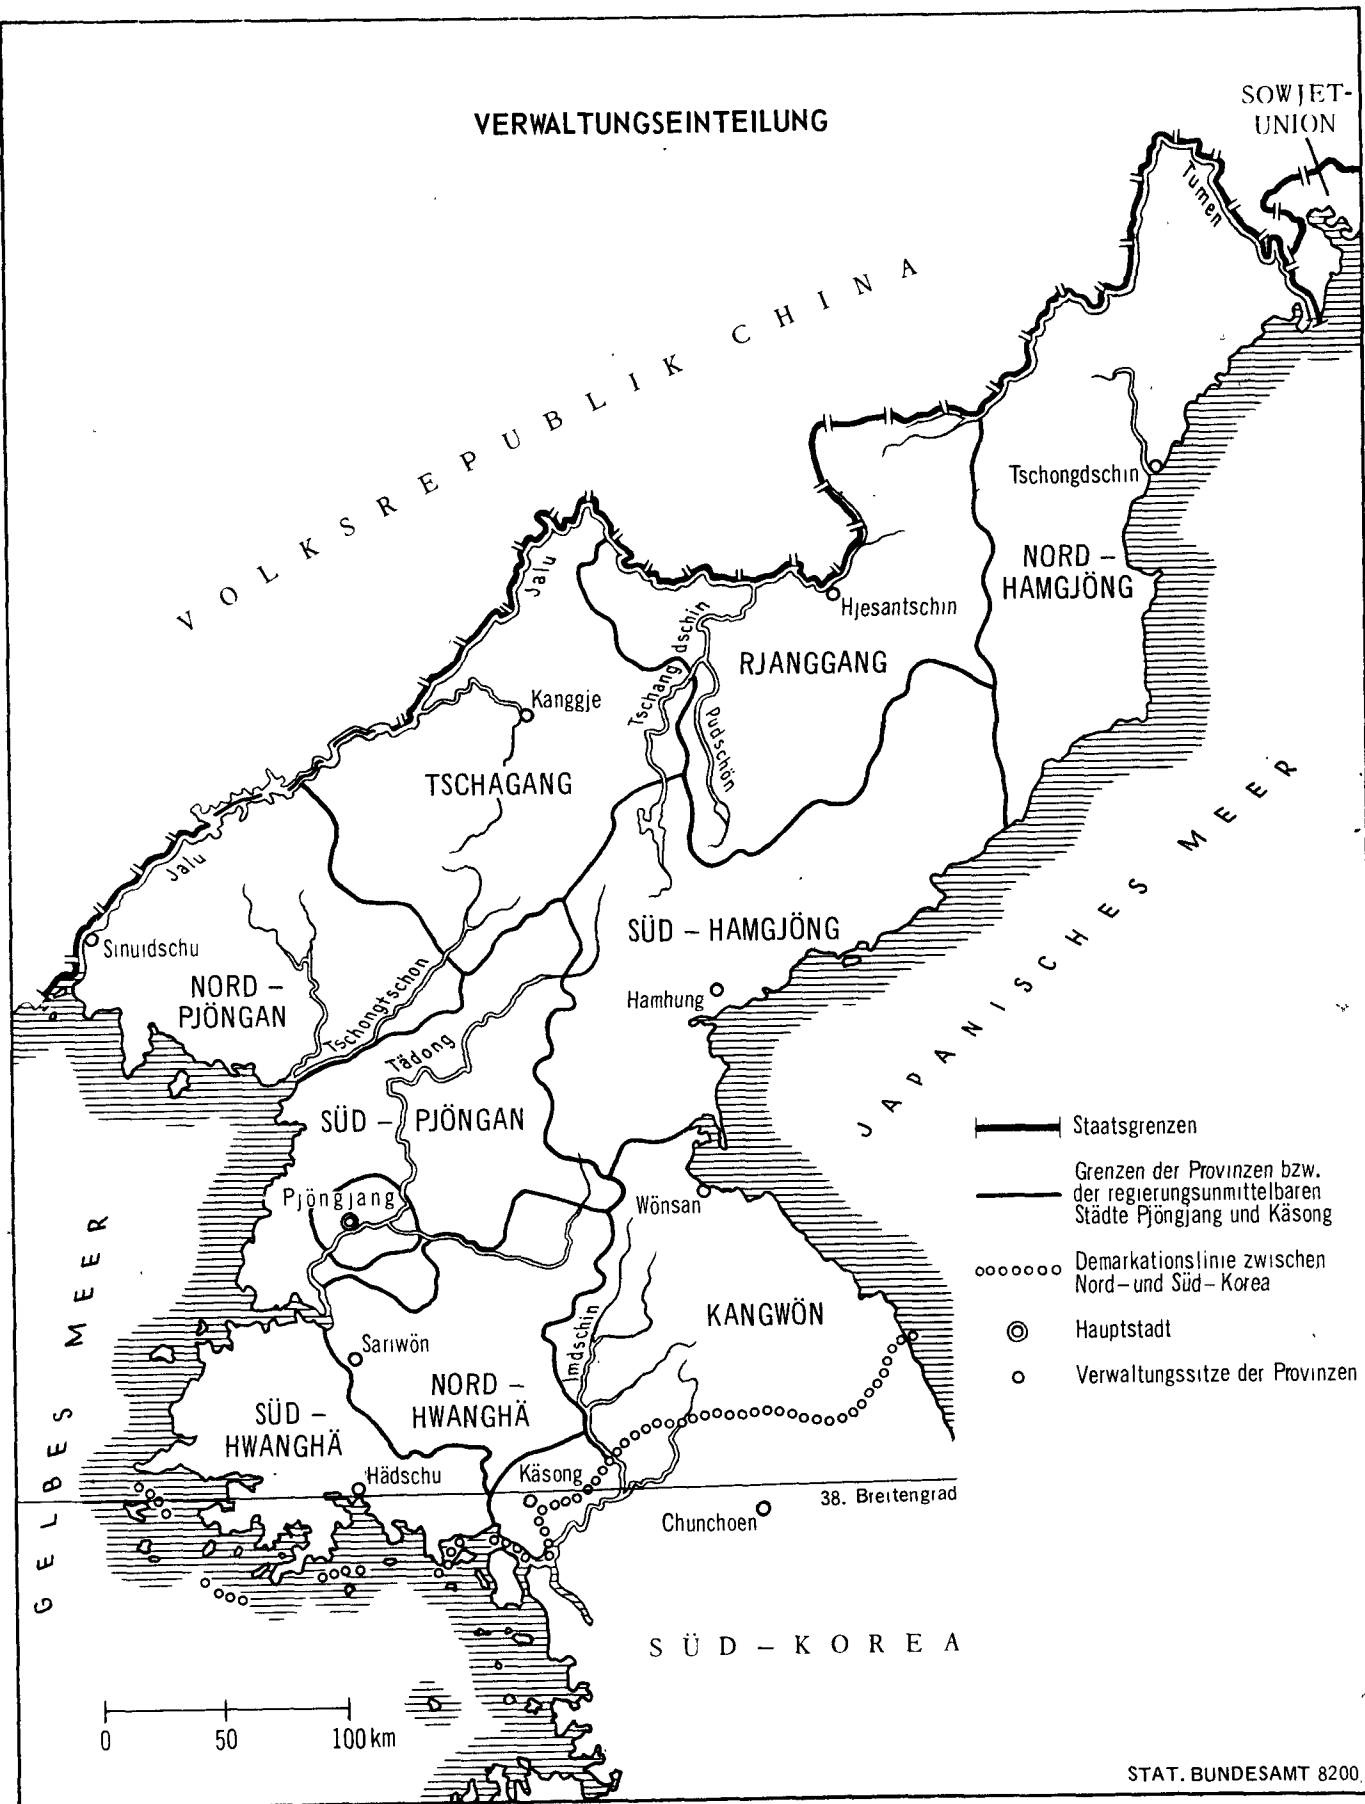 VERWALTUNGSEINTEILUNG
SOWJET-
UNION
Tumen
VOLKSREPUBLIK CHINA
Tschongdschin
NORD –
HAMGJÖNG
Jalu
Hjesantschin
Tschangdschin
RJANGGANG
Kanggje
Pudschön
TSCHAGANG
Jalu
SÜD – HAMGJÖNG
Sinuidschu
NORD –
PJÖNGAN
Tschongtschon
Hamhung
Tädong
JAPANISCHES MEER
SÜD – PJÖNGAN
Pjöngjang
Wönsan
GELBES MEER
KANGWÖN
Imdschin
Sariwön
NORD –
HWANGHÄ
SÜD –
HWANGHÄ
Hädschu
Käsong
38. Breitengrad
Chunchoen
SÜD – KOREA
Staatsgrenzen
Grenzen der Provinzen bzw.
der regierungsunmittelbaren
Städte Pjöngjang und Käsong
Demarkationslinie zwischen
Nord– und Süd–Korea
Hauptstadt
Verwaltungssitze der Provinzen
0 50 100 km
STAT. BUNDESAMT 8200